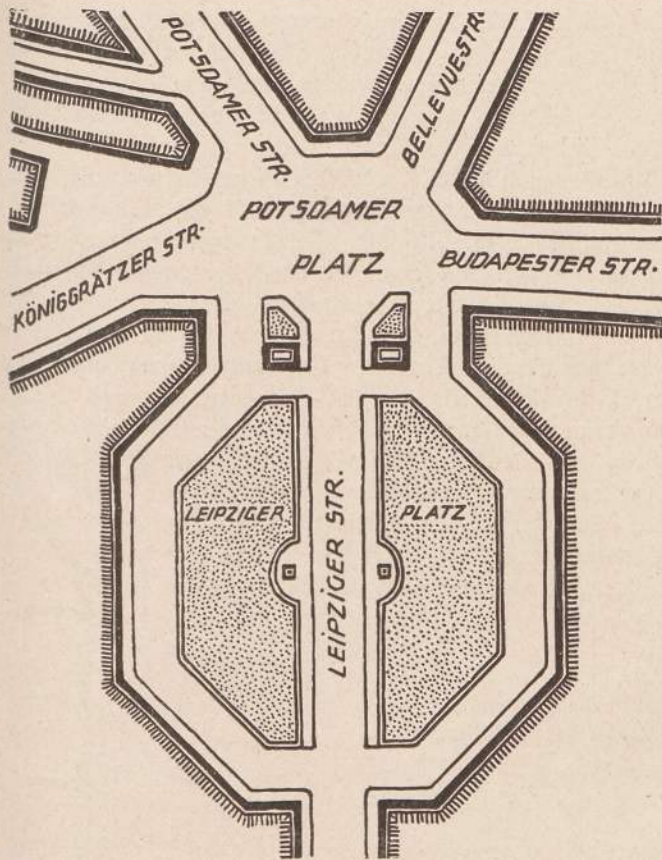 POTSDAMER STR.
BELLEVUESTR.
POTSDAMER
PLATZ
KÖNIGGRÄTZER STR.
BUDAPESTER STR.
LEIPZIGER
LEIPZIGER STR.
PLATZ